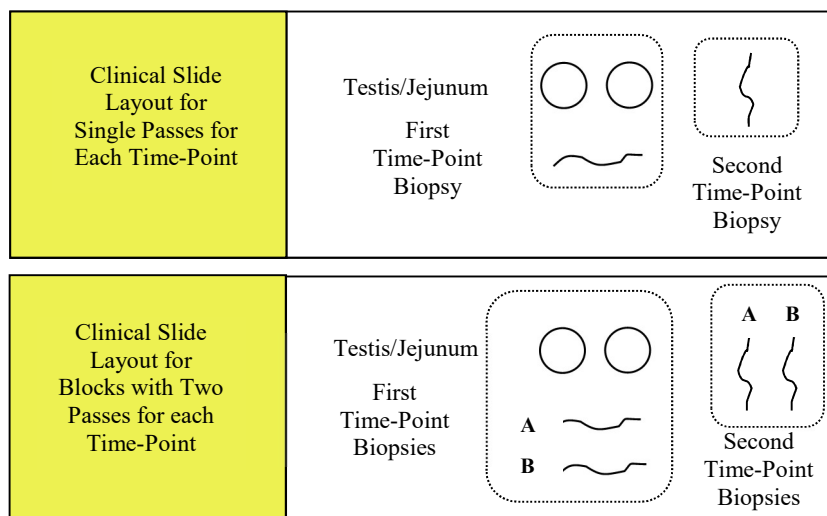 Clinical Slide
Layout for
Single Passes for
Each Time-Point
Testis/Jejunum
First
Time-Point
Biopsy
Second
Time-Point
Biopsy
Clinical Slide
Layout for
Blocks with Two
Passes for each
Time-Point
Testis/Jejunum
First
Time-Point
Biopsies
A
B
A B
Second
Time-Point
Biopsies